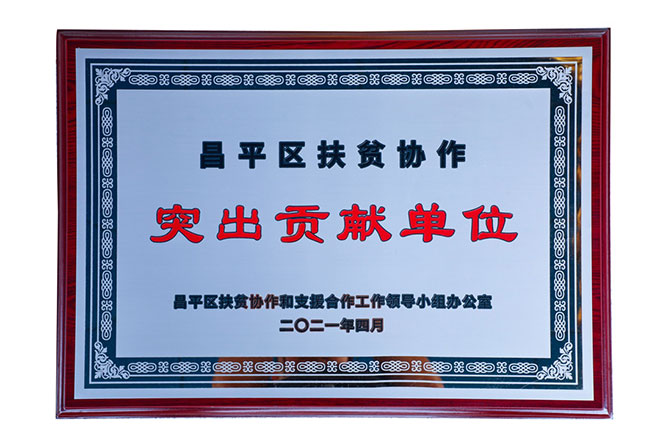 昌平区扶贫协作
突出贡献单位
昌平区扶贫协作和支援合作工作领导小组办公室
二〇二一年四月